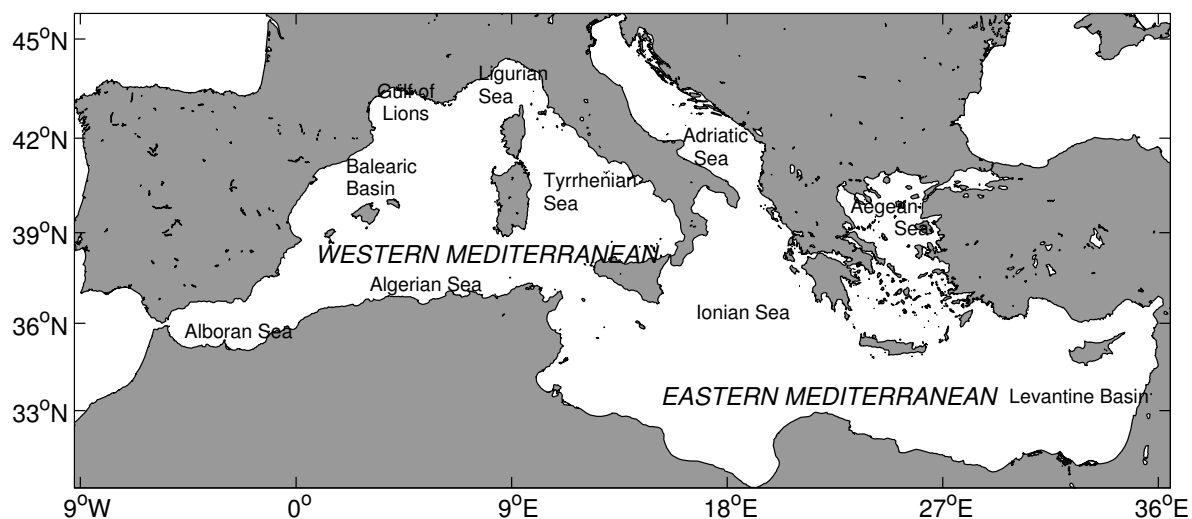 45°N
42°N
39°N
36°N
33°N
Ligurian
Sea
Gulf of
Lions
Adriatic
Sea
Balearic
Basin
Tyrrhenian
Sea
Aegean
Sea
WESTERN MEDITERRANEAN
Algerian Sea
Ionian Sea
Alboran Sea
EASTERN MEDITERRANEAN
Levantine Basin
9°W
0°
9°E
18°E
27°E
36°E